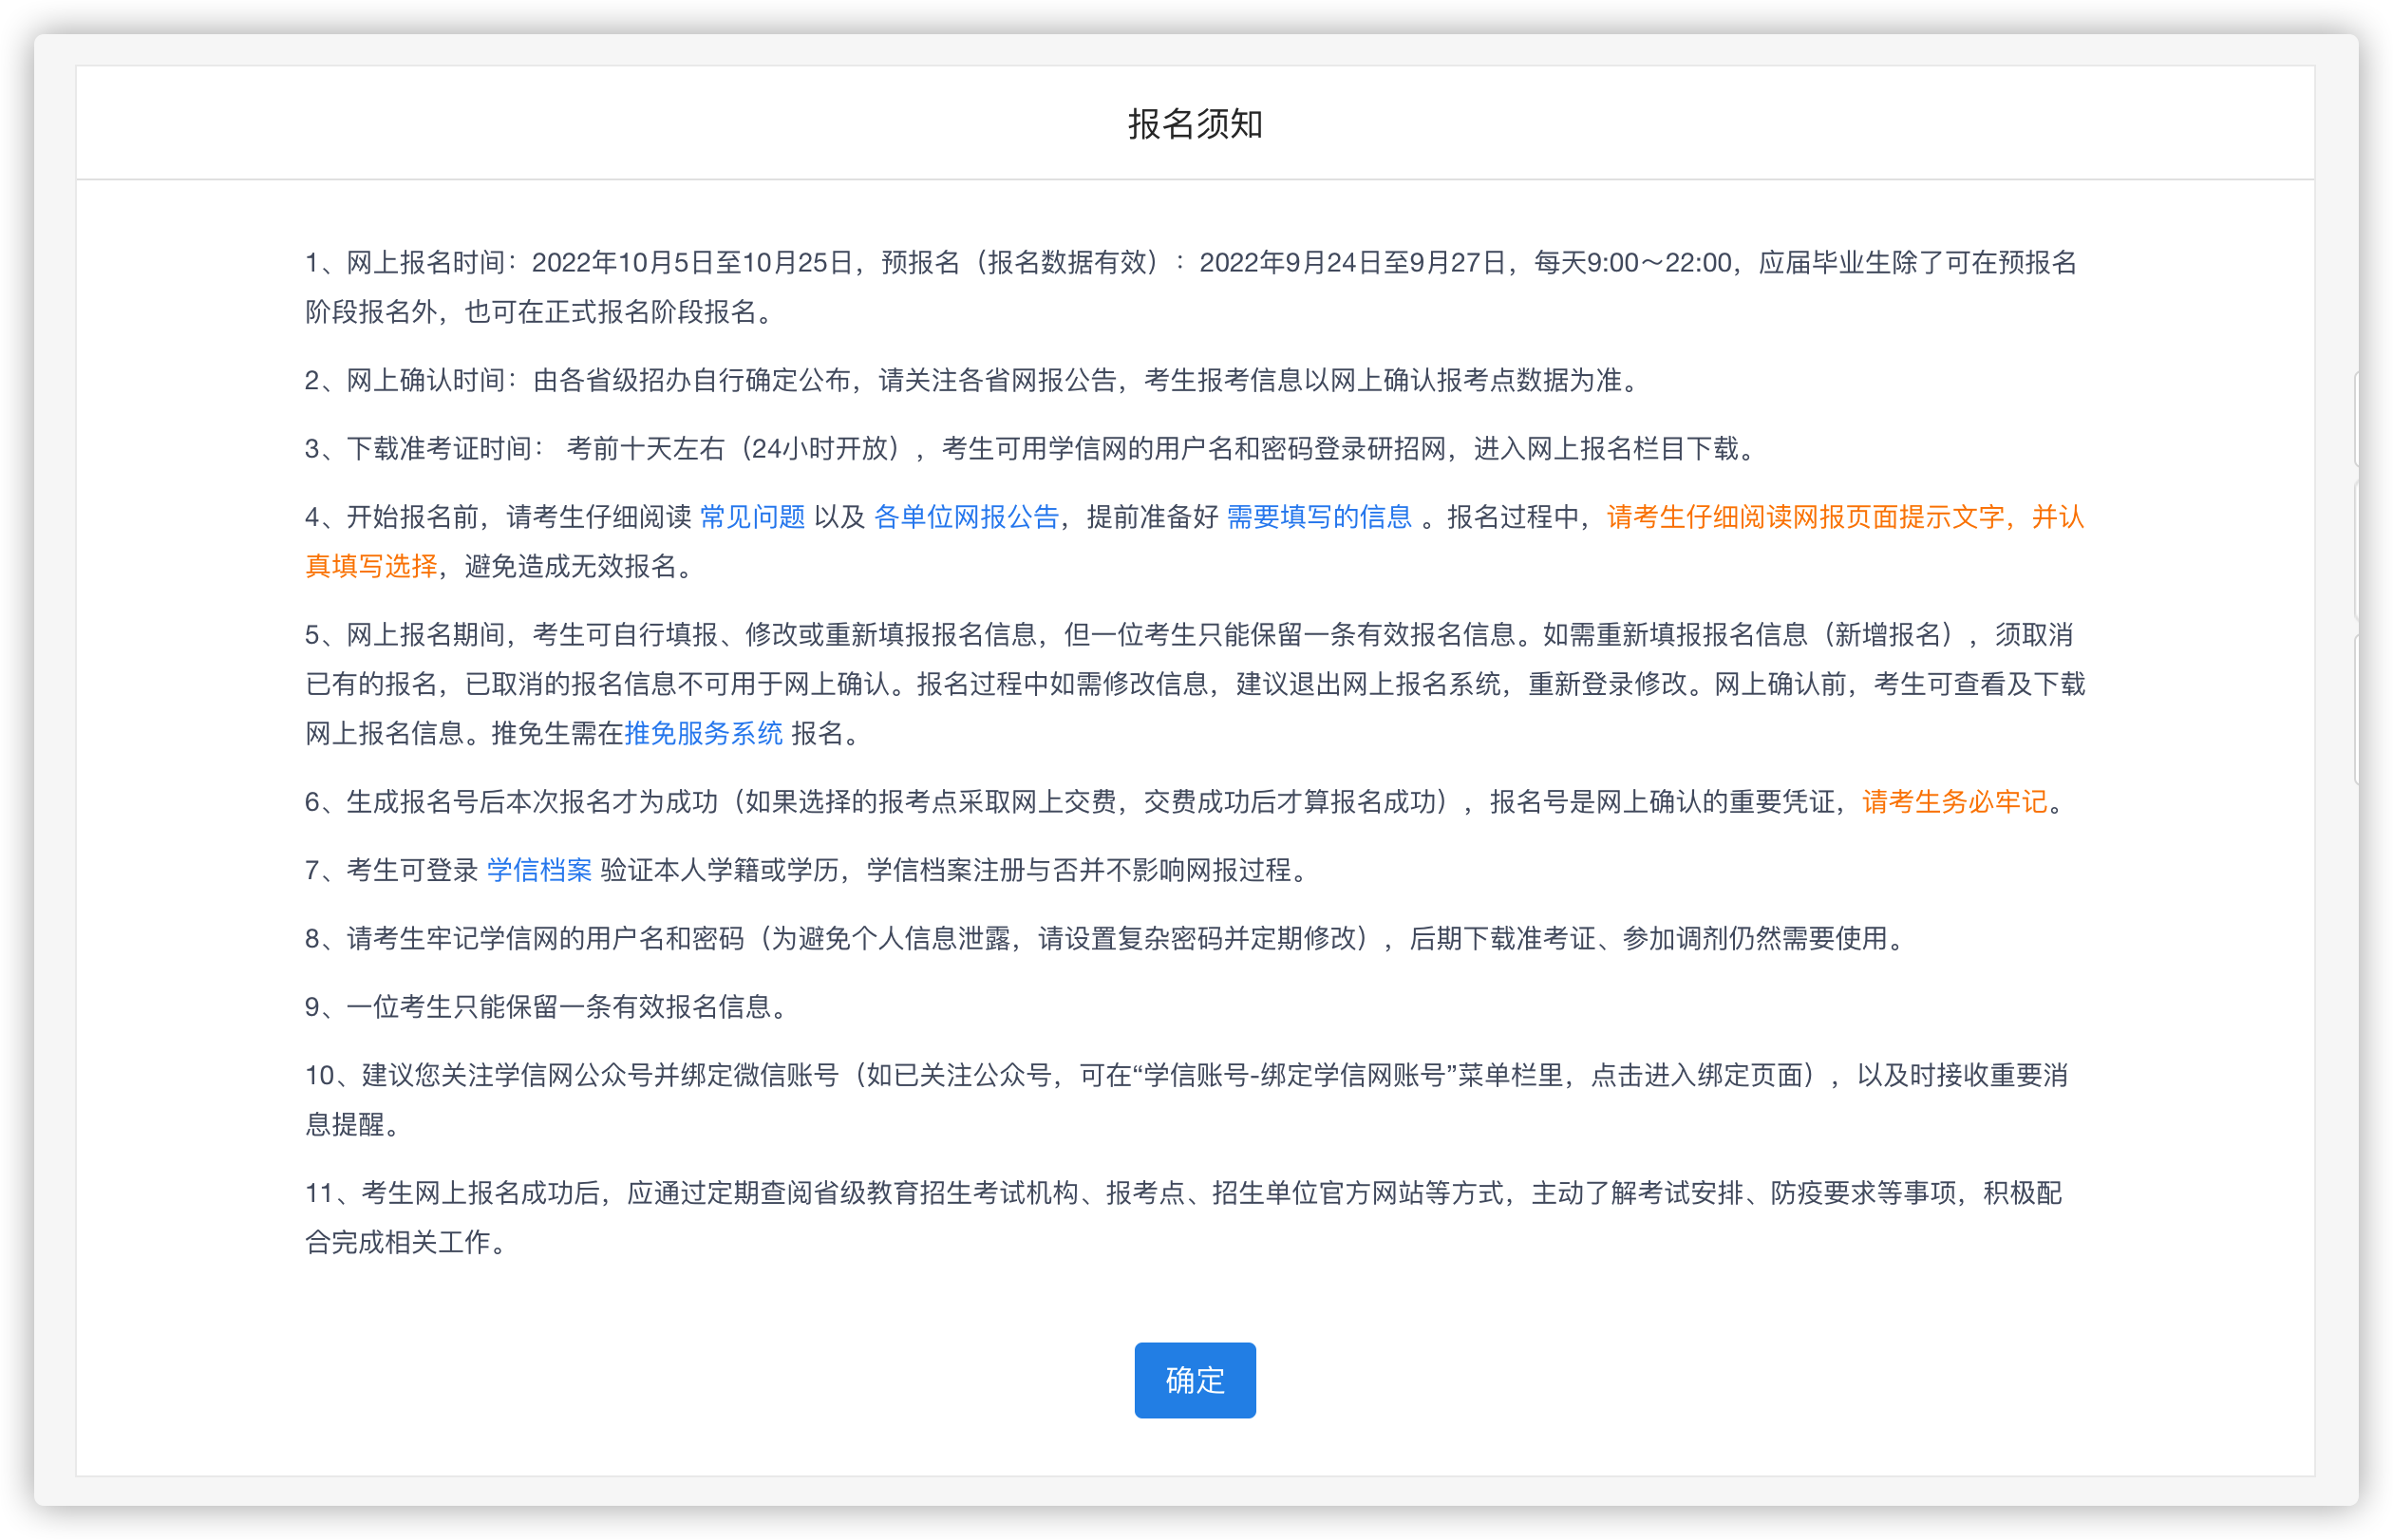 报名须知
1、网上报名时间：2022年10月5日至10月25日，预报名（报名数据有效）：2022年9月24日至9月27日，每天9:00～22:00，应届毕业生除了可在预报名
阶段报名外，也可在正式报名阶段报名。
2、网上确认时间：由各省级招办自行确定公布，请关注各省网报公告，考生报考信息以网上确认报考点数据为准。
3、下载准考证时间： 考前十天左右（24小时开放），考生可用学信网的用户名和密码登录研招网，进入网上报名栏目下载。
4、开始报名前，请考生仔细阅读 常见问题 以及 各单位网报公告，提前准备好 需要填写的信息 。报名过程中，请考生仔细阅读网报页面提示文字，并认
真填写选择，避免造成无效报名。
5、网上报名期间，考生可自行填报、修改或重新填报报名信息，但一位考生只能保留一条有效报名信息。如需重新填报报名信息（新增报名），须取消
已有的报名，已取消的报名信息不可用于网上确认。报名过程中如需修改信息，建议退出网上报名系统，重新登录修改。网上确认前，考生可查看及下载
网上报名信息。推免生需在推免服务系统 报名。
6、生成报名号后本次报名才为成功（如果选择的报考点采取网上交费，交费成功后才算报名成功），报名号是网上确认的重要凭证，请考生务必牢记。
7、考生可登录 学信档案 验证本人学籍或学历，学信档案注册与否并不影响网报过程。
8、请考生牢记学信网的用户名和密码（为避免个人信息泄露，请设置复杂密码并定期修改），后期下载准考证、参加调剂仍然需要使用。
9、一位考生只能保留一条有效报名信息。
10、建议您关注学信网公众号并绑定微信账号（如已关注公众号，可在“学信账号-绑定学信网账号”菜单栏里，点击进入绑定页面），以及时接收重要消
息提醒。
11、考生网上报名成功后，应通过定期查阅省级教育招生考试机构、报考点、招生单位官方网站等方式，主动了解考试安排、防疫要求等事项，积极配
合完成相关工作。
确定